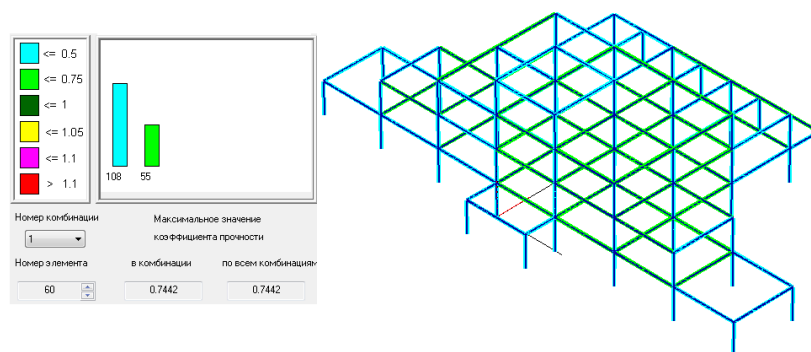 <= 0.5
<= 0.75
<= 1
<= 1.05
<= 1.1
> 1.1
108 55
Номер комбинации
1
Максимальное значение
коэффициента прочности
Номер элемента
в комбинации
по всем комбинациям
60
0.7442
0.7442